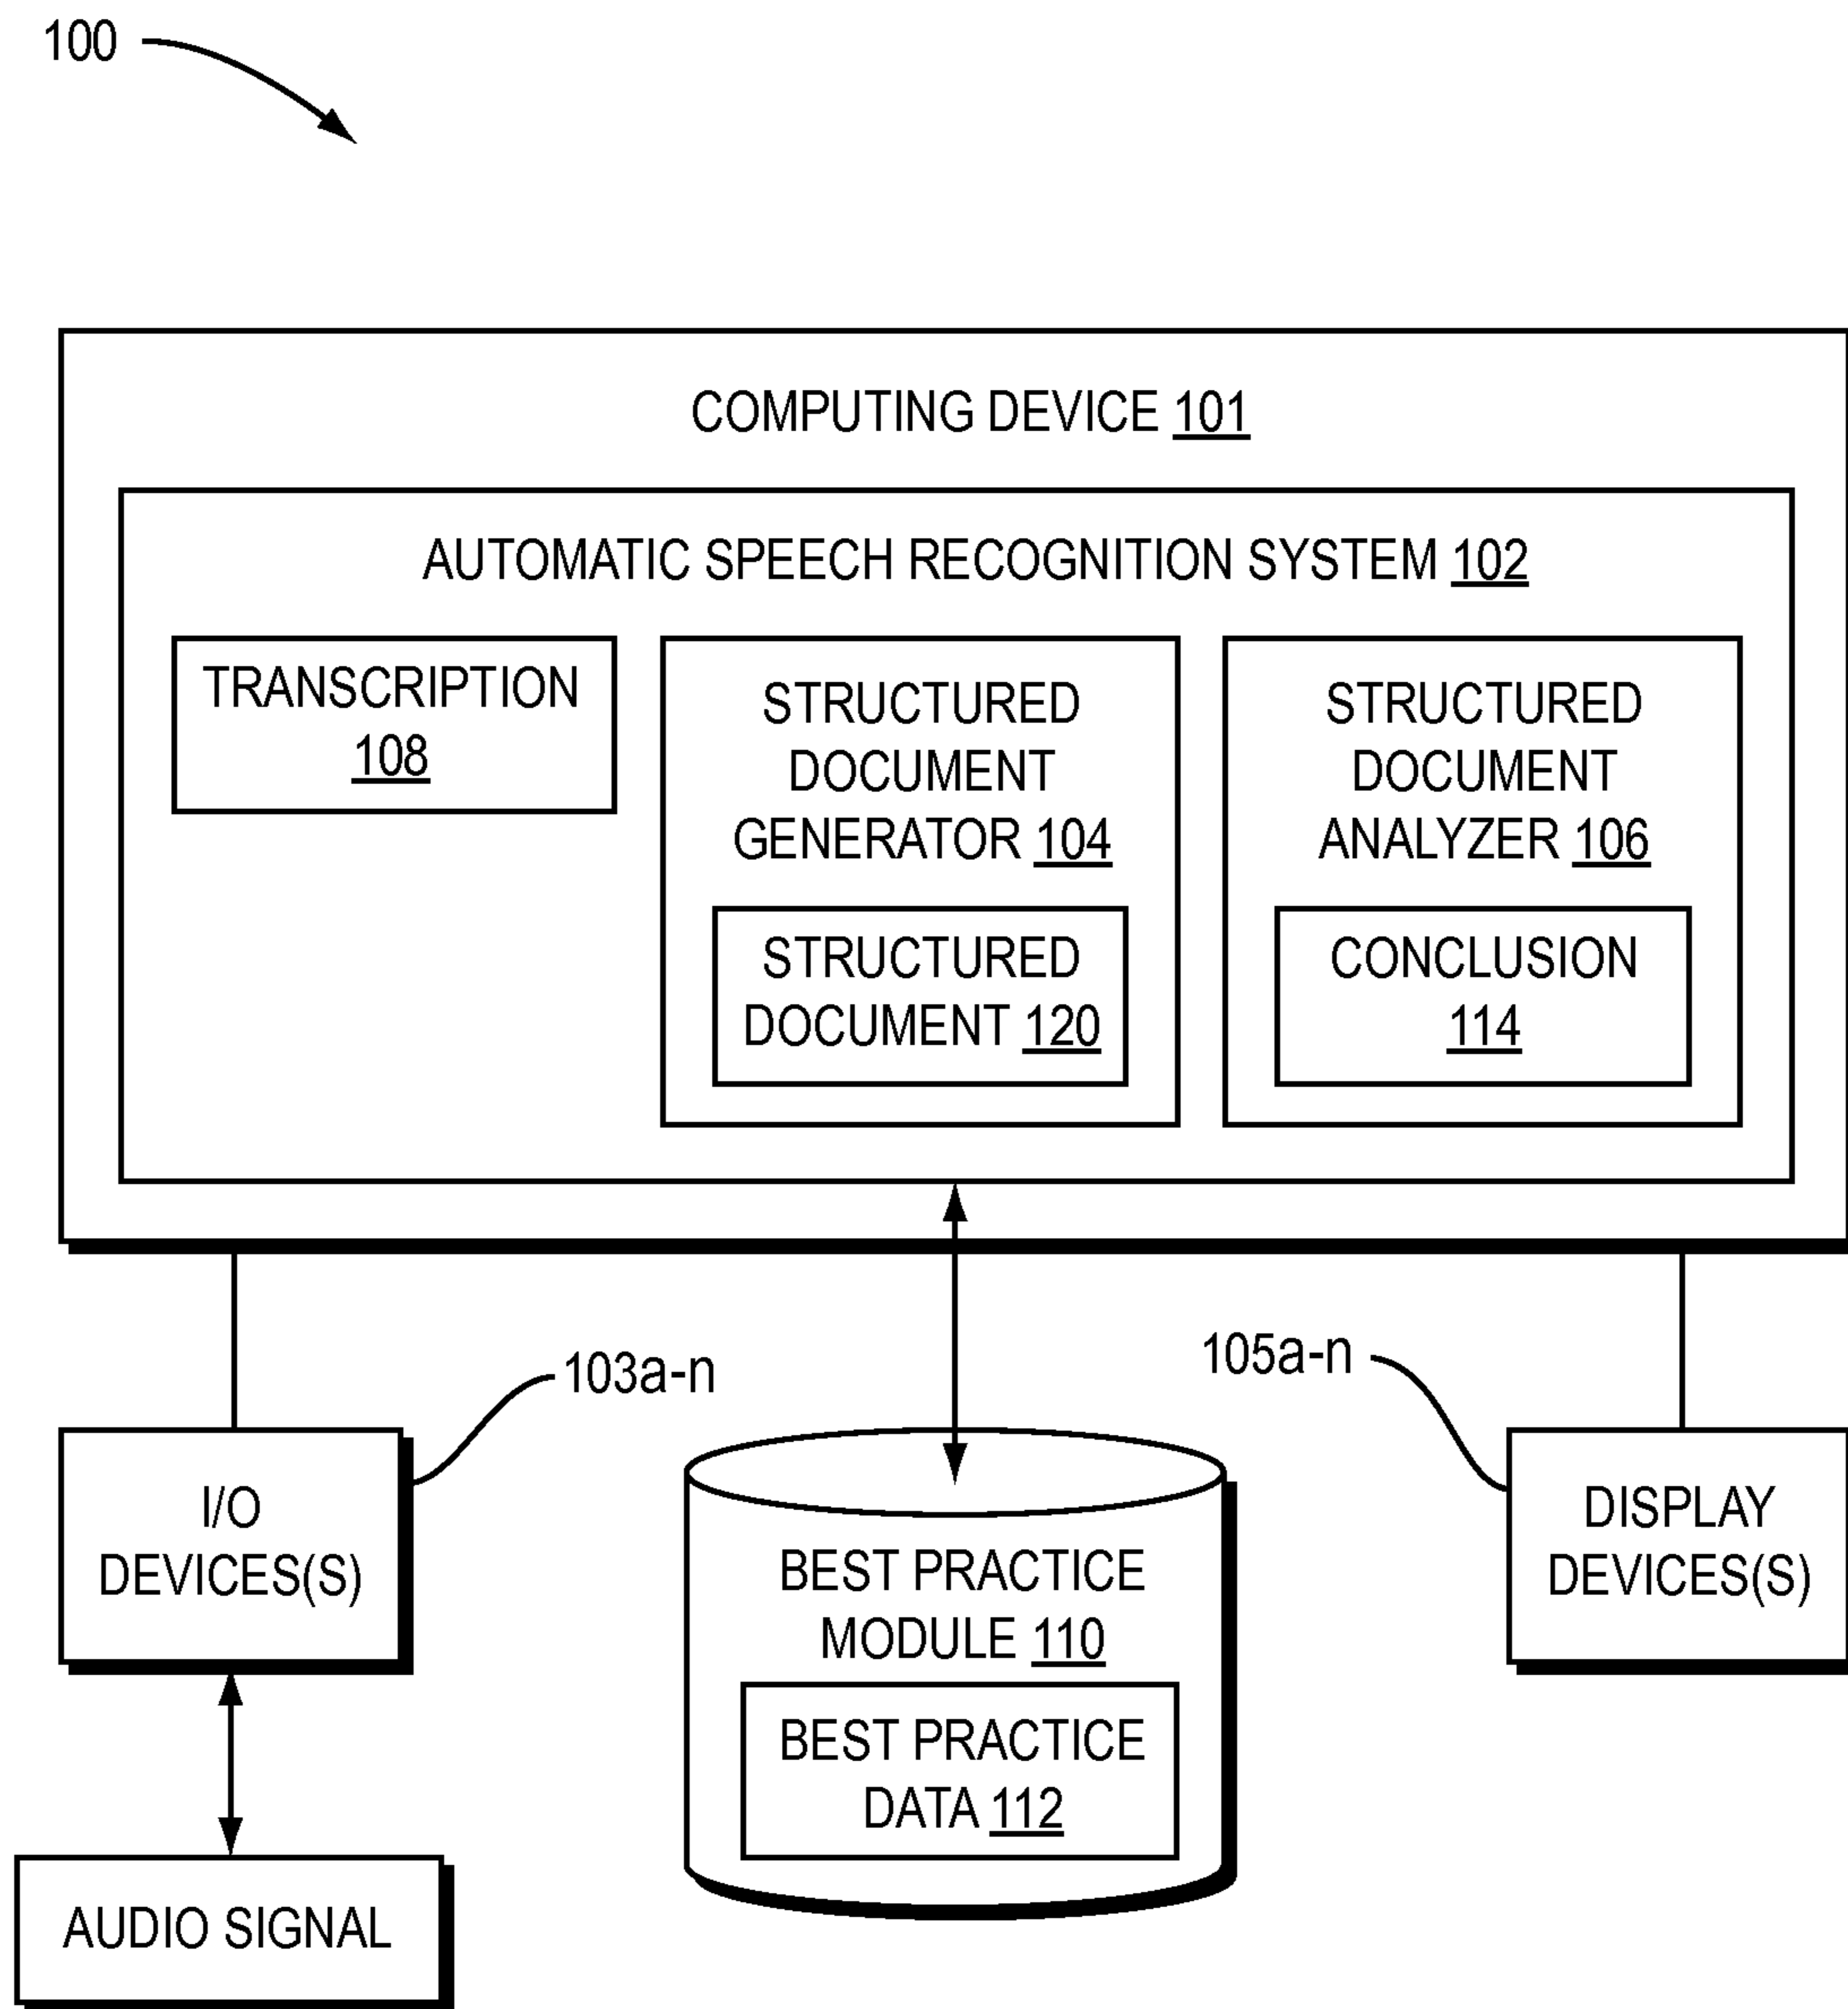 100
COMPUTING DEVICE 101
AUTOMATIC SPEECH RECOGNITION SYSTEM 102
TRANSCRIPTION
108
STRUCTURED
DOCUMENT
GENERATOR 104
STRUCTURED
DOCUMENT 120
STRUCTURED
DOCUMENT
ANALYZER 106
CONCLUSION
114
103a-n
105a-n
I/O
DEVICES(S)
BEST PRACTICE
MODULE 110
BEST PRACTICE
DATA 112
DISPLAY
DEVICES(S)
AUDIO SIGNAL